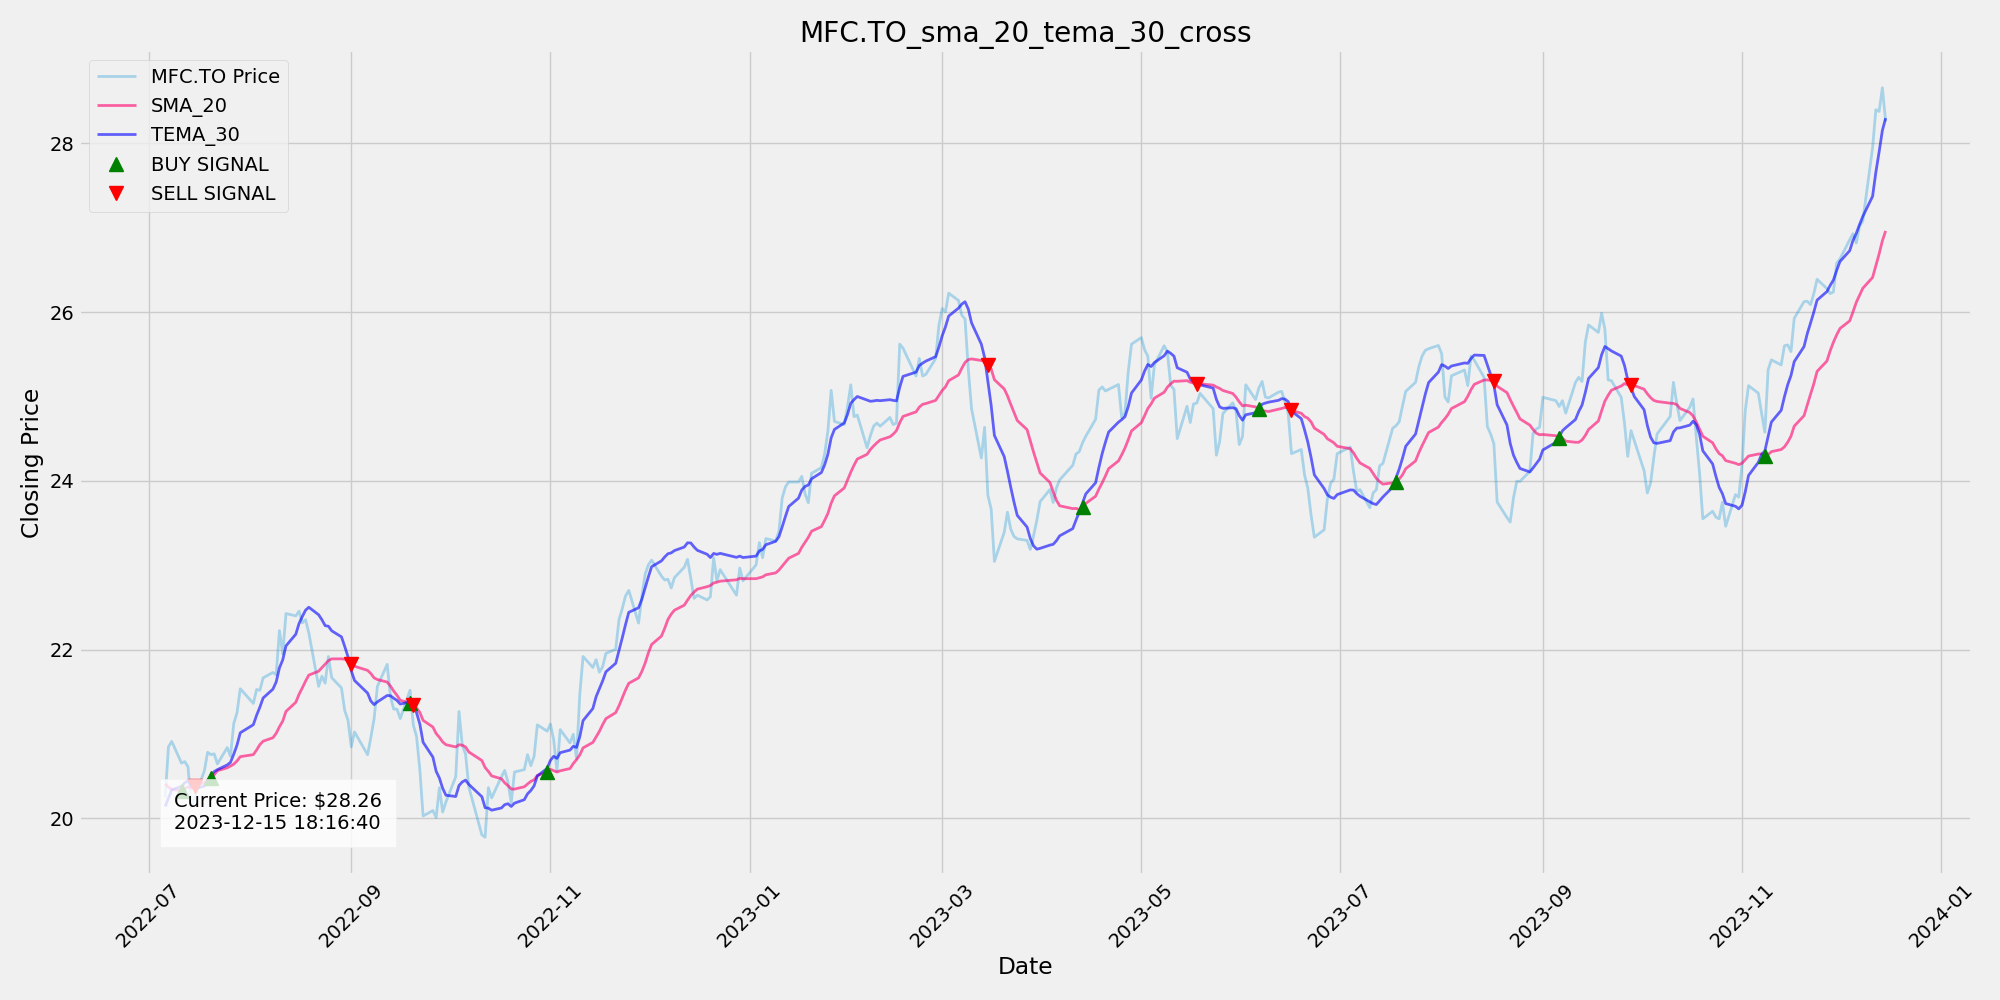 MFC.TO_sma_20_tema_30_cross
MFC.TO Price
SMA_20
TEMA_30
BUY SIGNAL
SELL SIGNAL
Closing Price
28
26
24
22
20
Current Price: $28.26
2023-12-15 18:16:40
2022-07
2022-09
2022-11
2023-01
2023-03
2023-05
2023-07
2023-09
2023-11
2024-01
Date